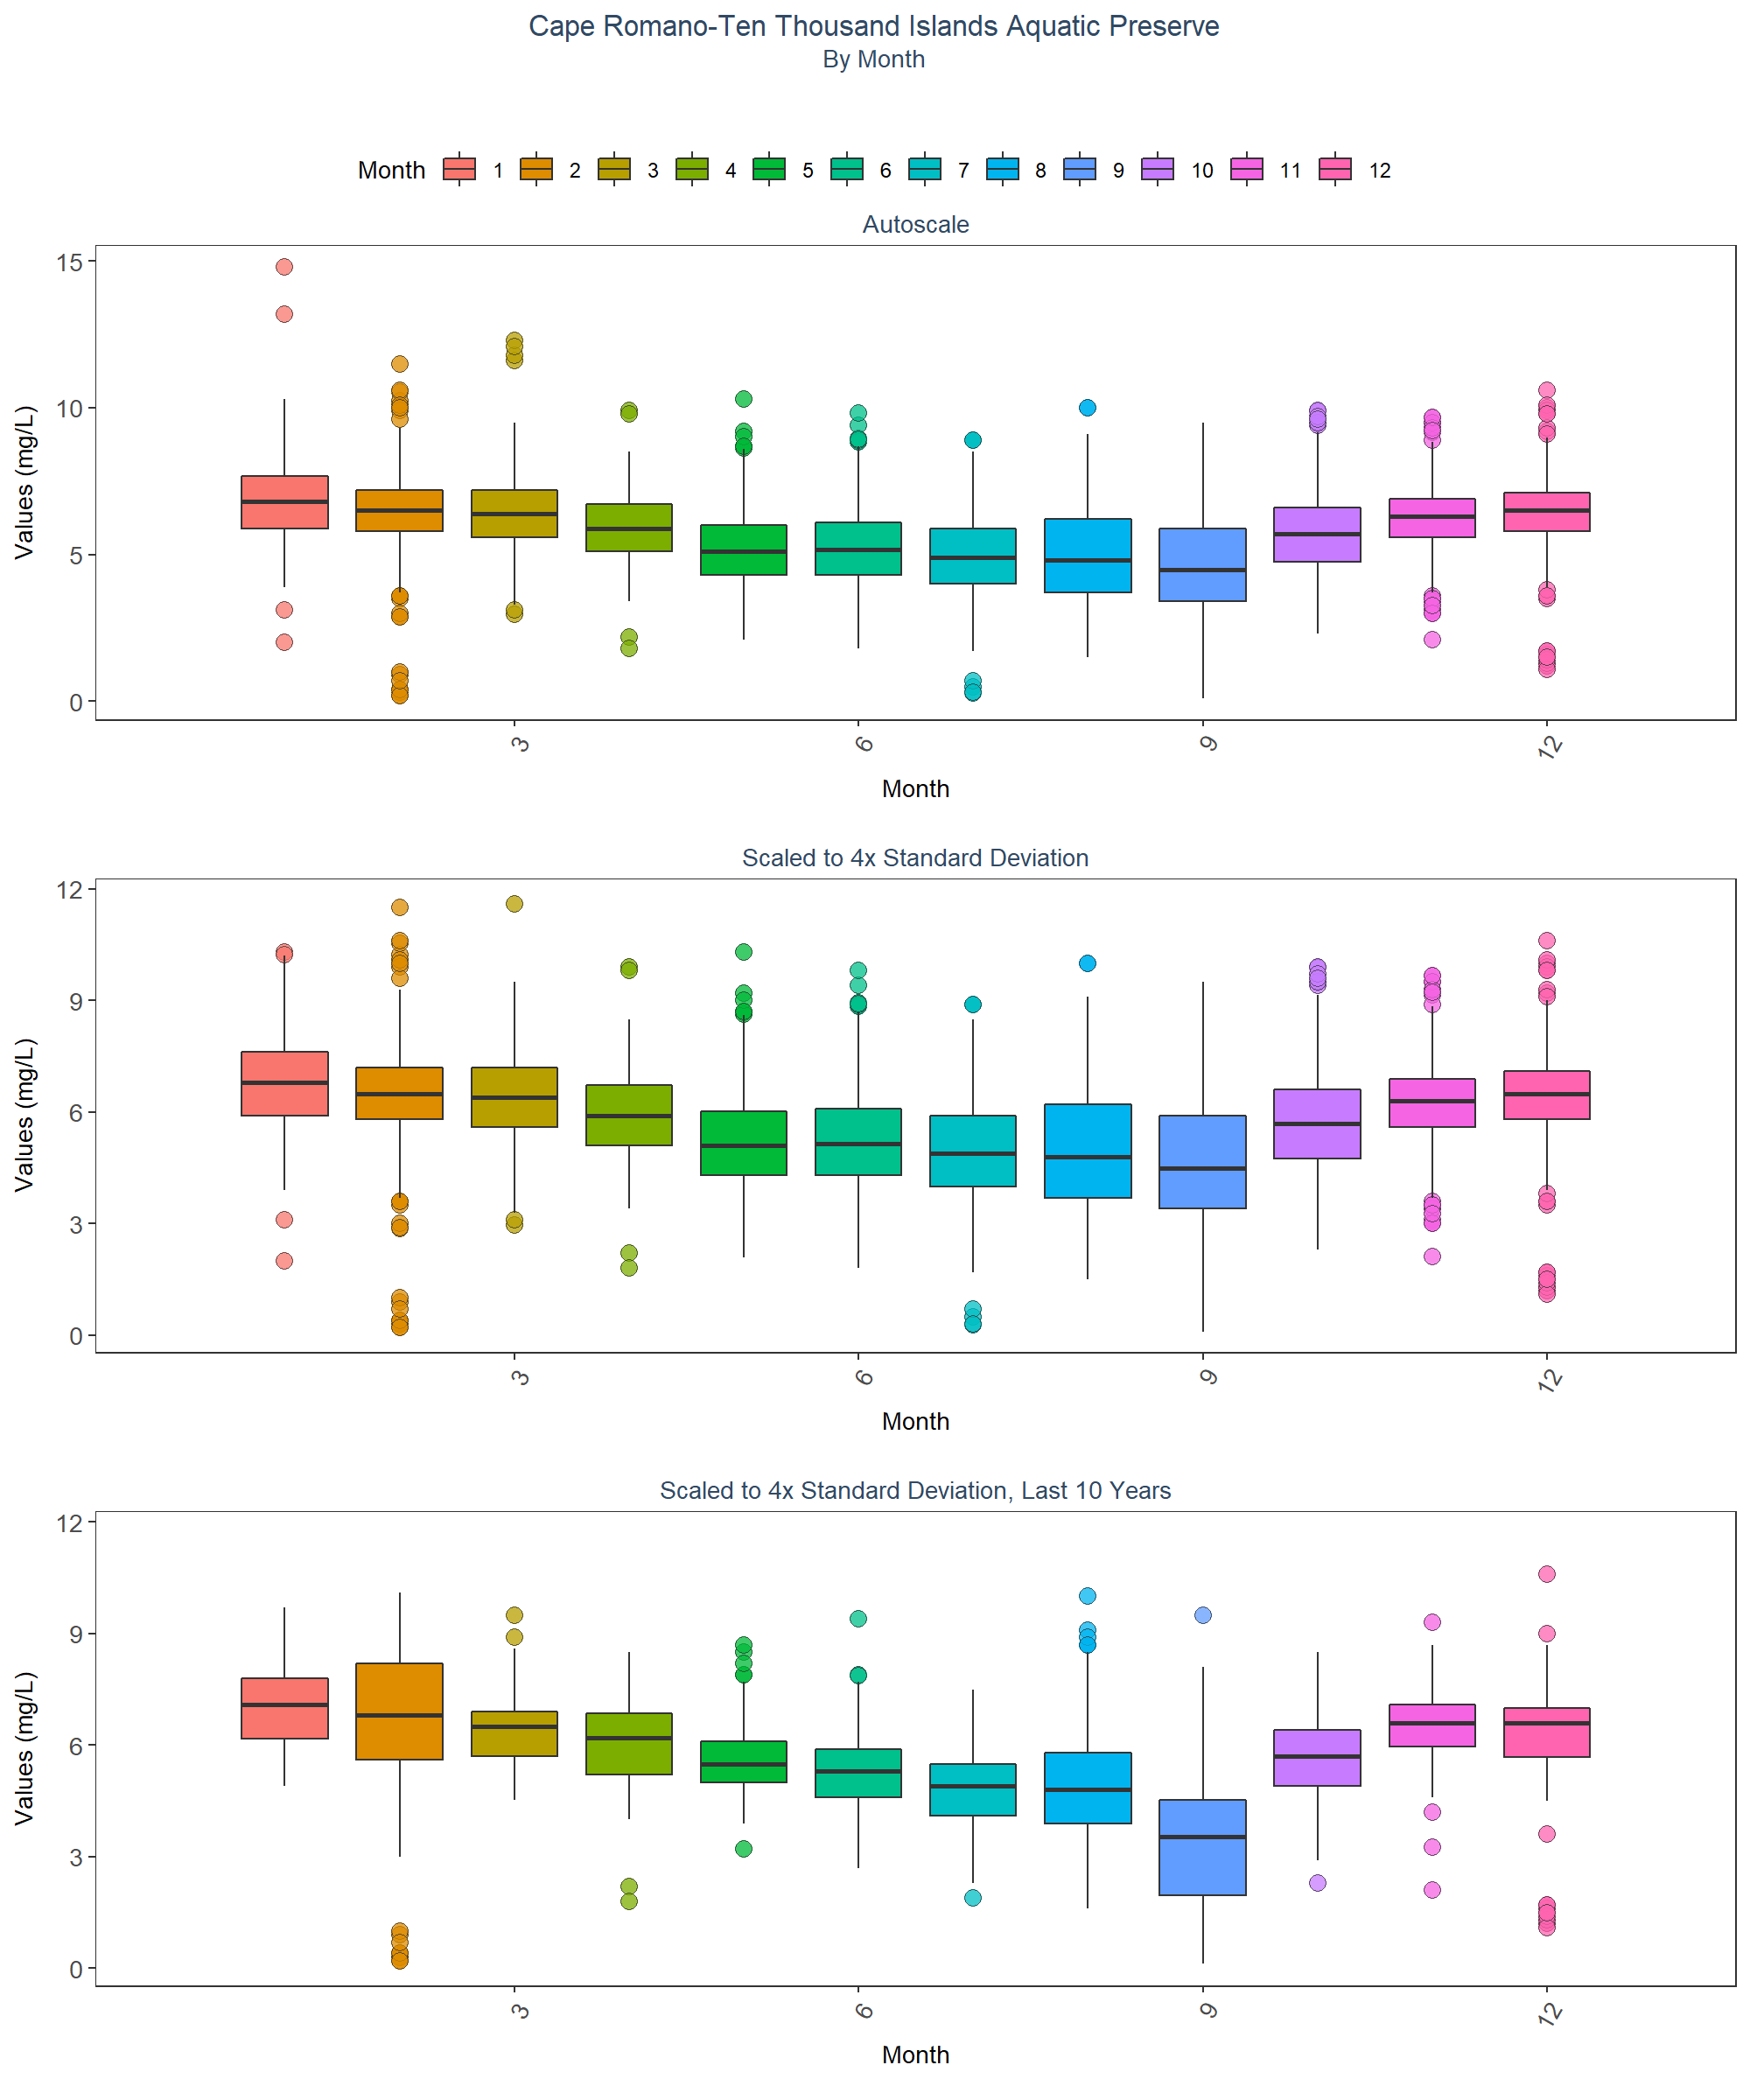 Cape Romano-Ten Thousand Islands Aquatic Preserve
By Month
Month 1 2 3 4 5 6 7 8 9 10 11 12
Autoscale
Values (mg/L)
15
10
5
0
3 6 9 12
Month
Scaled to 4x Standard Deviation
Values (mg/L)
12
9
6
3
0
3 6 9 12
Month
Scaled to 4x Standard Deviation, Last 10 Years
Values (mg/L)
12
9
6
3
0
3 6 9 12
Month